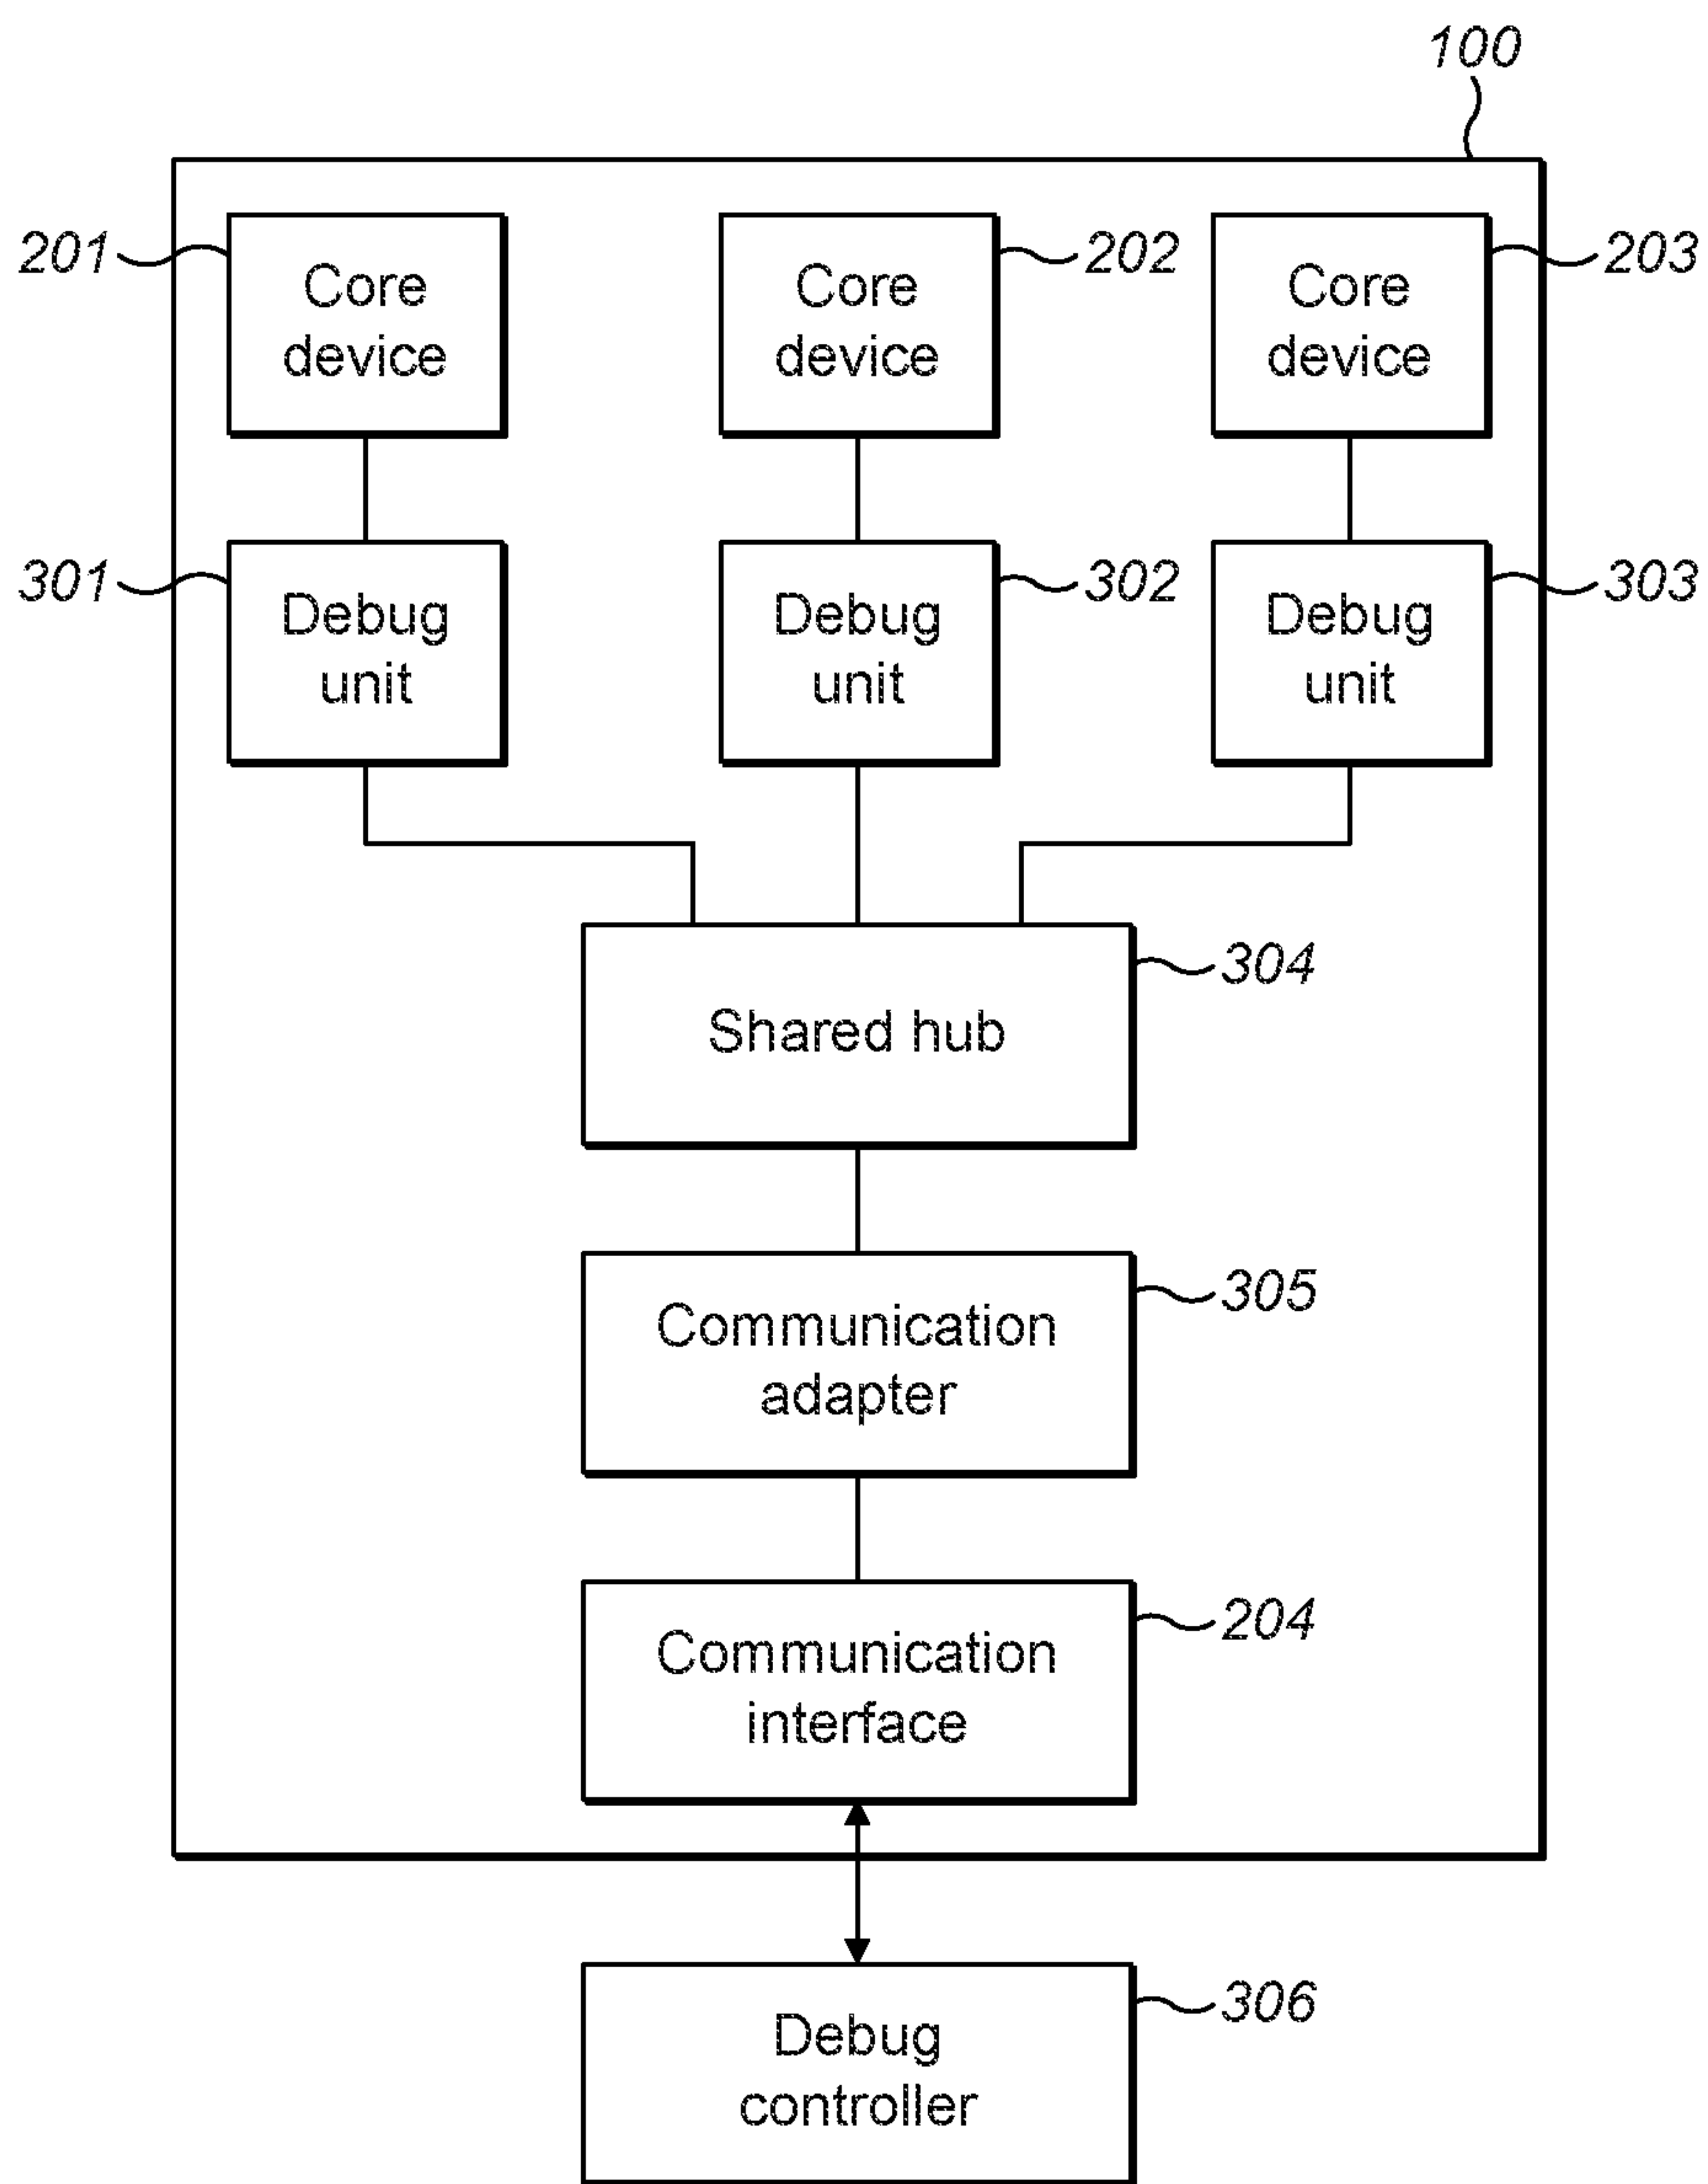 100
201
Core
device
202
Core
device
203
Core
device
301
Debug
unit
302
Debug
unit
303
Debug
unit
304
Shared hub
305
Communication
adapter
204
Communication
interface
306
Debug
controller